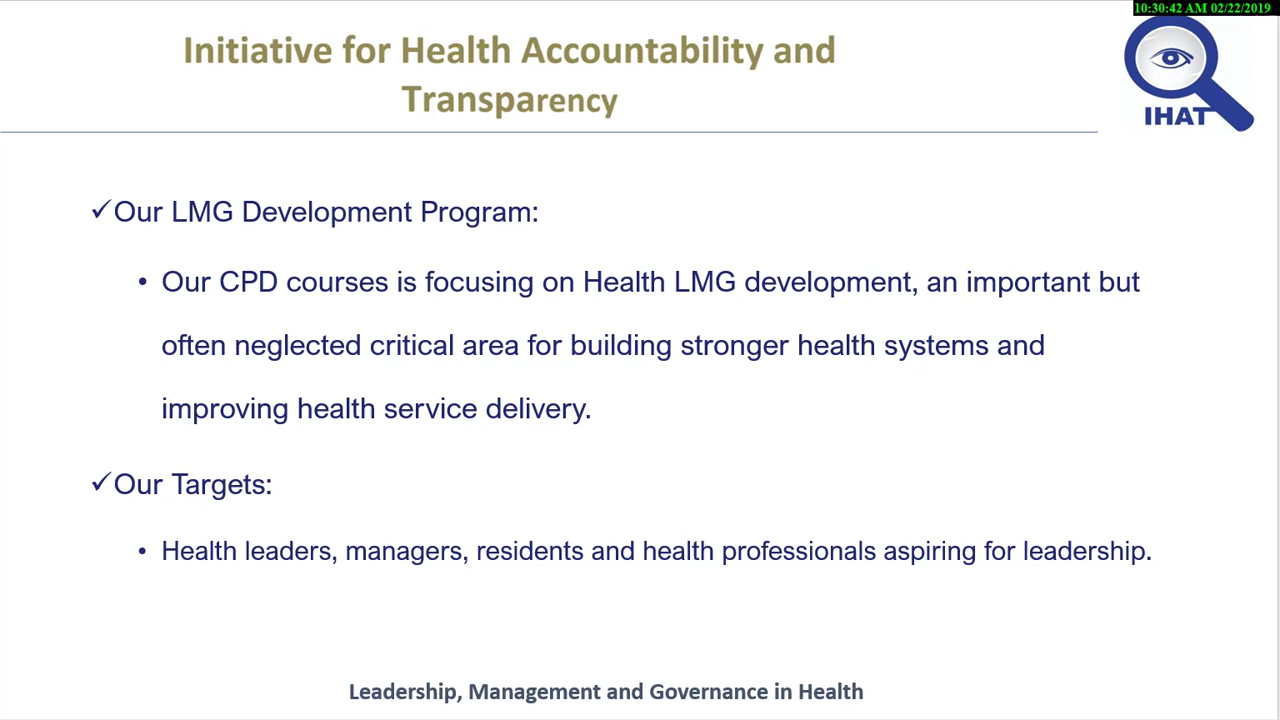 10:30:42 AM 02/22/2019
Initiative for Health Accountability and
Transparency
IHAT
✓Our LMG Development Program:
• Our CPD courses is focusing on Health LMG development, an important but
often neglected critical area for building stronger health systems and
improving health service delivery.
✓Our Targets:
• Health leaders, managers, residents and health professionals aspiring for leadership.
Leadership, Management and Governance in Health